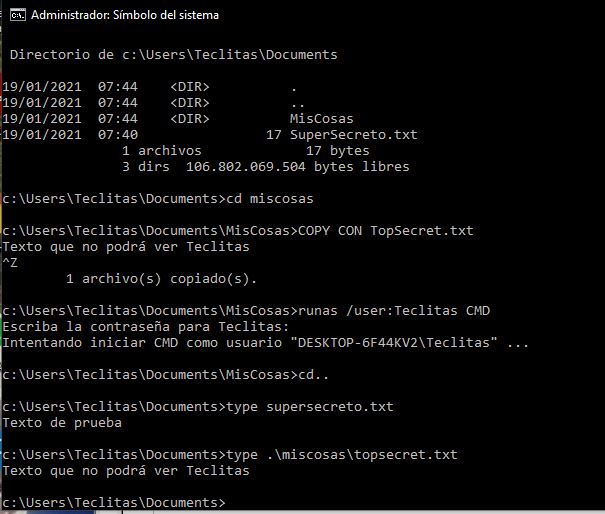 Administrador: Símbolo del sistema
Directorio de c:\Users\Teclitas\Documents
19/01/2021  07:44    <DIR>          .
19/01/2021  07:44    <DIR>          ..
19/01/2021  07:44    <DIR>          MisCosas
19/01/2021  07:40                17 SuperSecreto.txt
1 archivos             17 bytes
3 dirs  106.802.069.504 bytes libres
c:\Users\Teclitas\Documents>cd miscosas
c:\Users\Teclitas\Documents\MisCosas>COPY CON TopSecret.txt
Texto que no podrá ver Teclitas
^Z
1 archivo(s) copiado(s).
c:\Users\Teclitas\Documents\MisCosas>runas /user:Teclitas CMD
Escriba la contraseña para Teclitas:
Intentando iniciar CMD como usuario "DESKTOP-6F44KV2\Teclitas" ...
c:\Users\Teclitas\Documents\MisCosas>cd..
c:\Users\Teclitas\Documents>type supersecreto.txt
Texto de prueba
c:\Users\Teclitas\Documents>type .\miscosas\topsecret.txt
Texto que no podrá ver Teclitas
c:\Users\Teclitas\Documents>